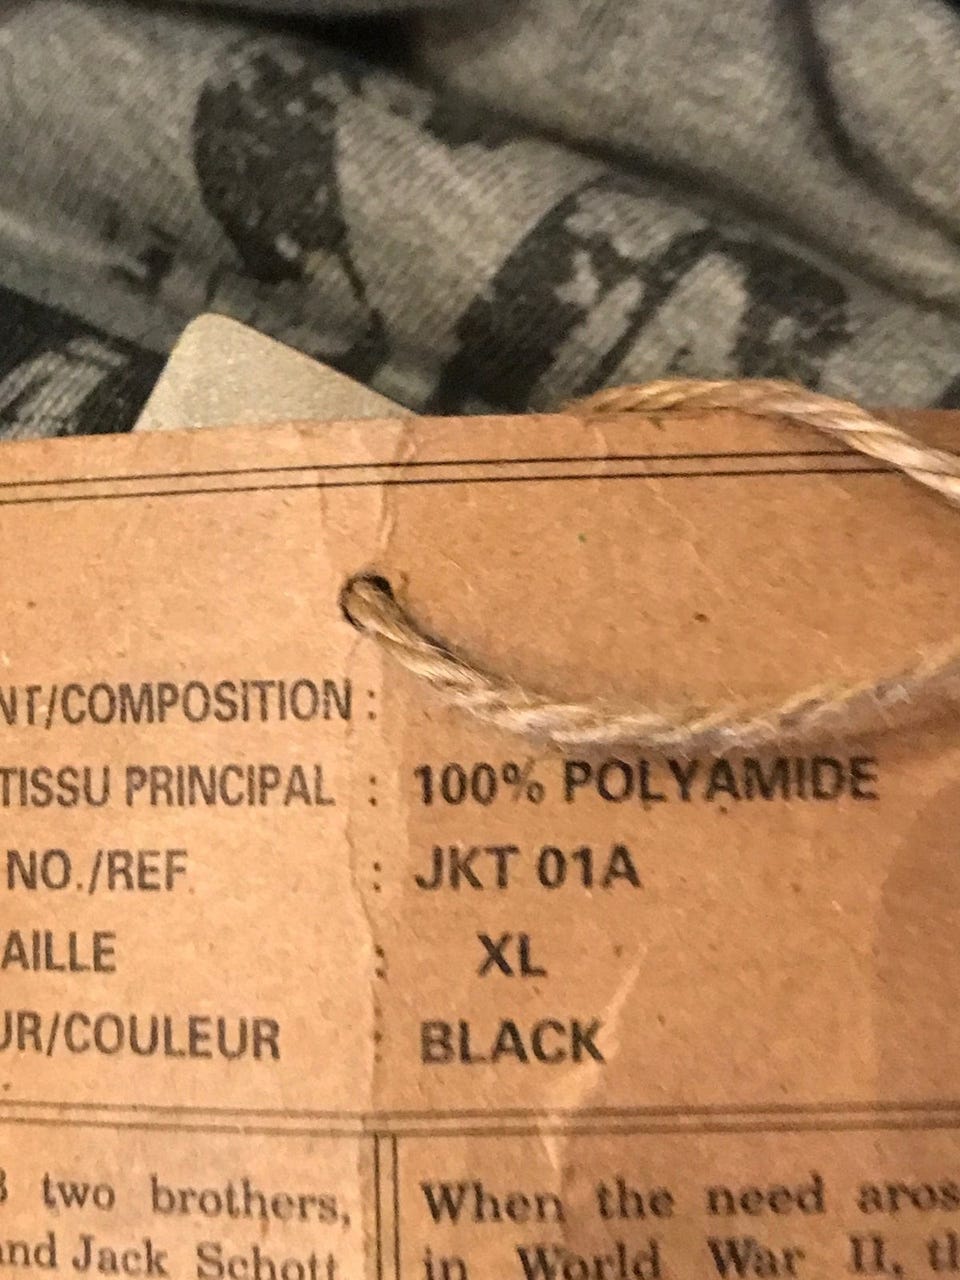 NT/COMPOSITION :
TISSU PRINCIPAL : 100% POLYAMIDE
NO./REF. : JKT 01A
AILLE : XL
UR/COULEUR : BLACK
two brothers,
and Jack Schott
When the need aros
in World War II, th